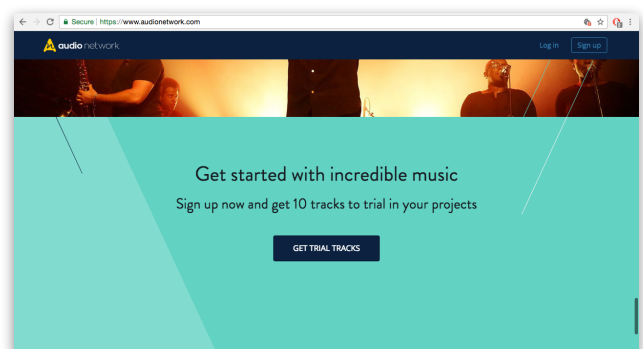 Secure https://www.audionetwork.com
audio network
Log in
Sign up
Get started with incredible music
Sign up now and get 10 tracks to trial in your projects
GET TRIAL TRACKS